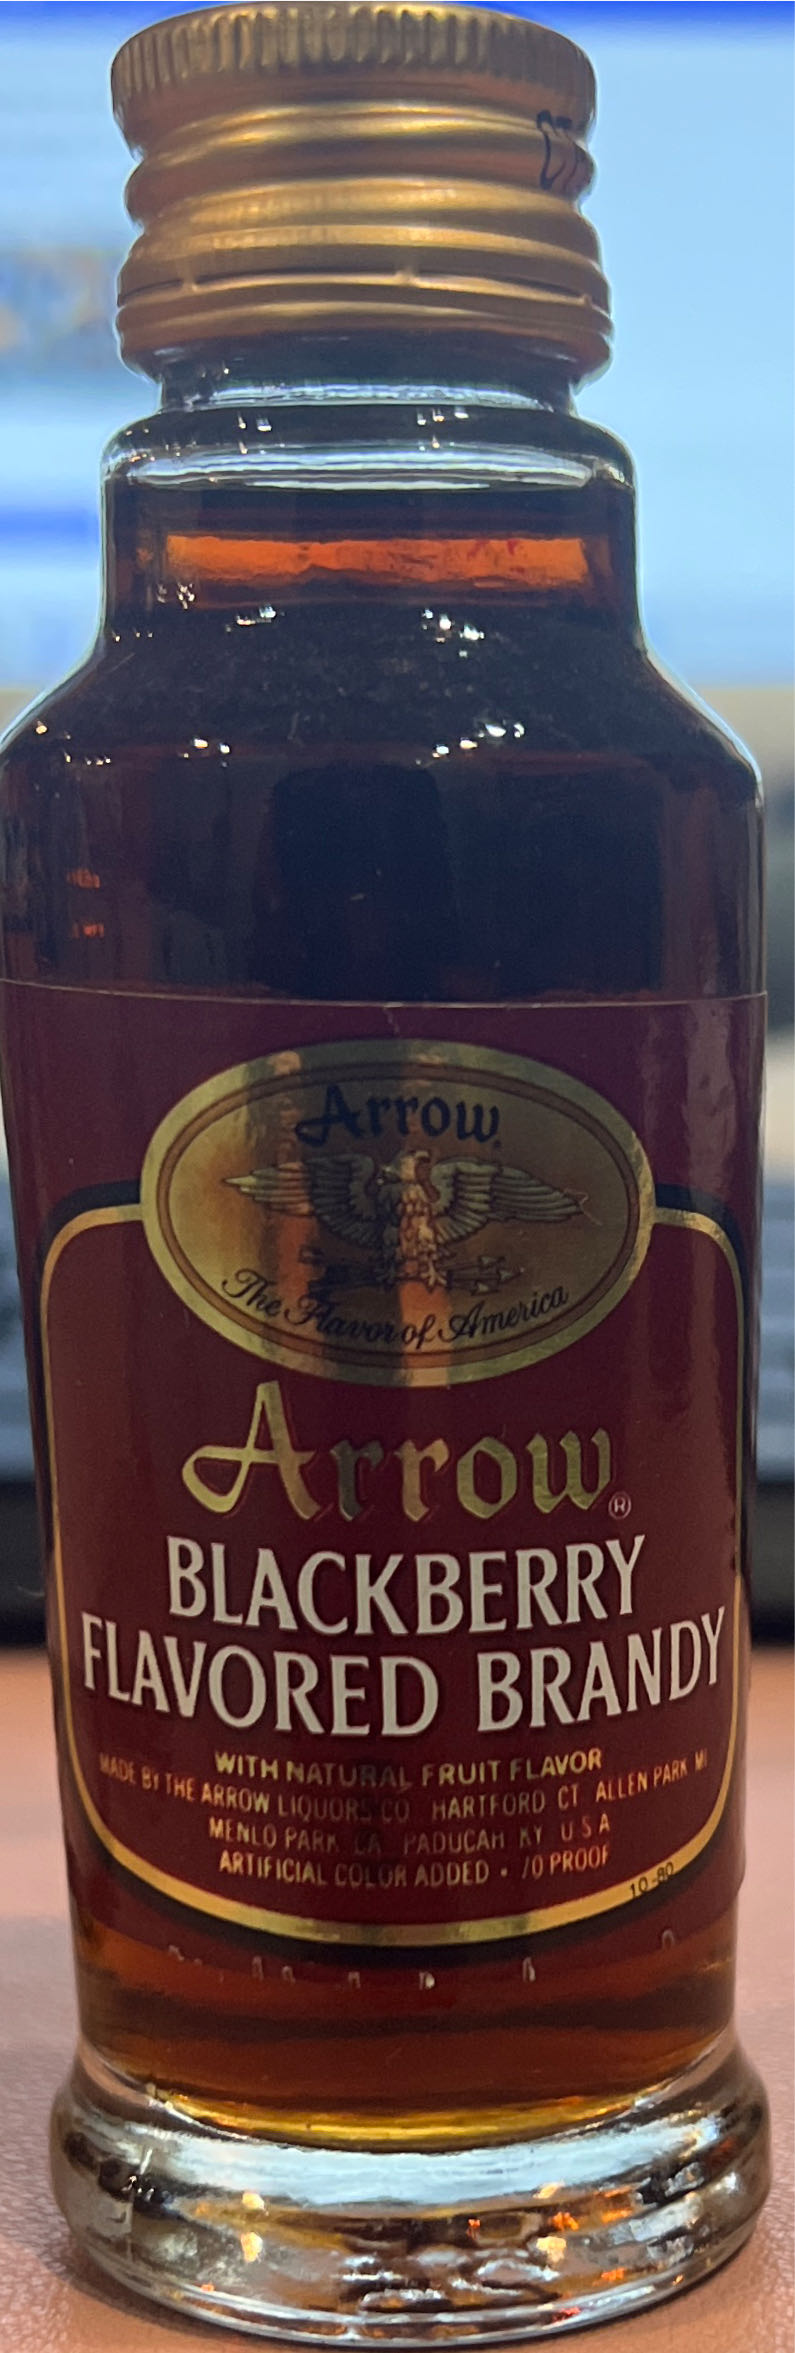 Arrow
The Flavor of America
Arrow®
BLACKBERRY
FLAVORED BRANDY
WITH NATURAL FRUIT FLAVOR
MADE BY THE ARROW LIQUORS CO HARTFORD CT ALLEN PARK MI
MENLO PARK CA PADUCAH KY U S A
ARTIFICIAL COLOR ADDED • 70 PROOF
10-80